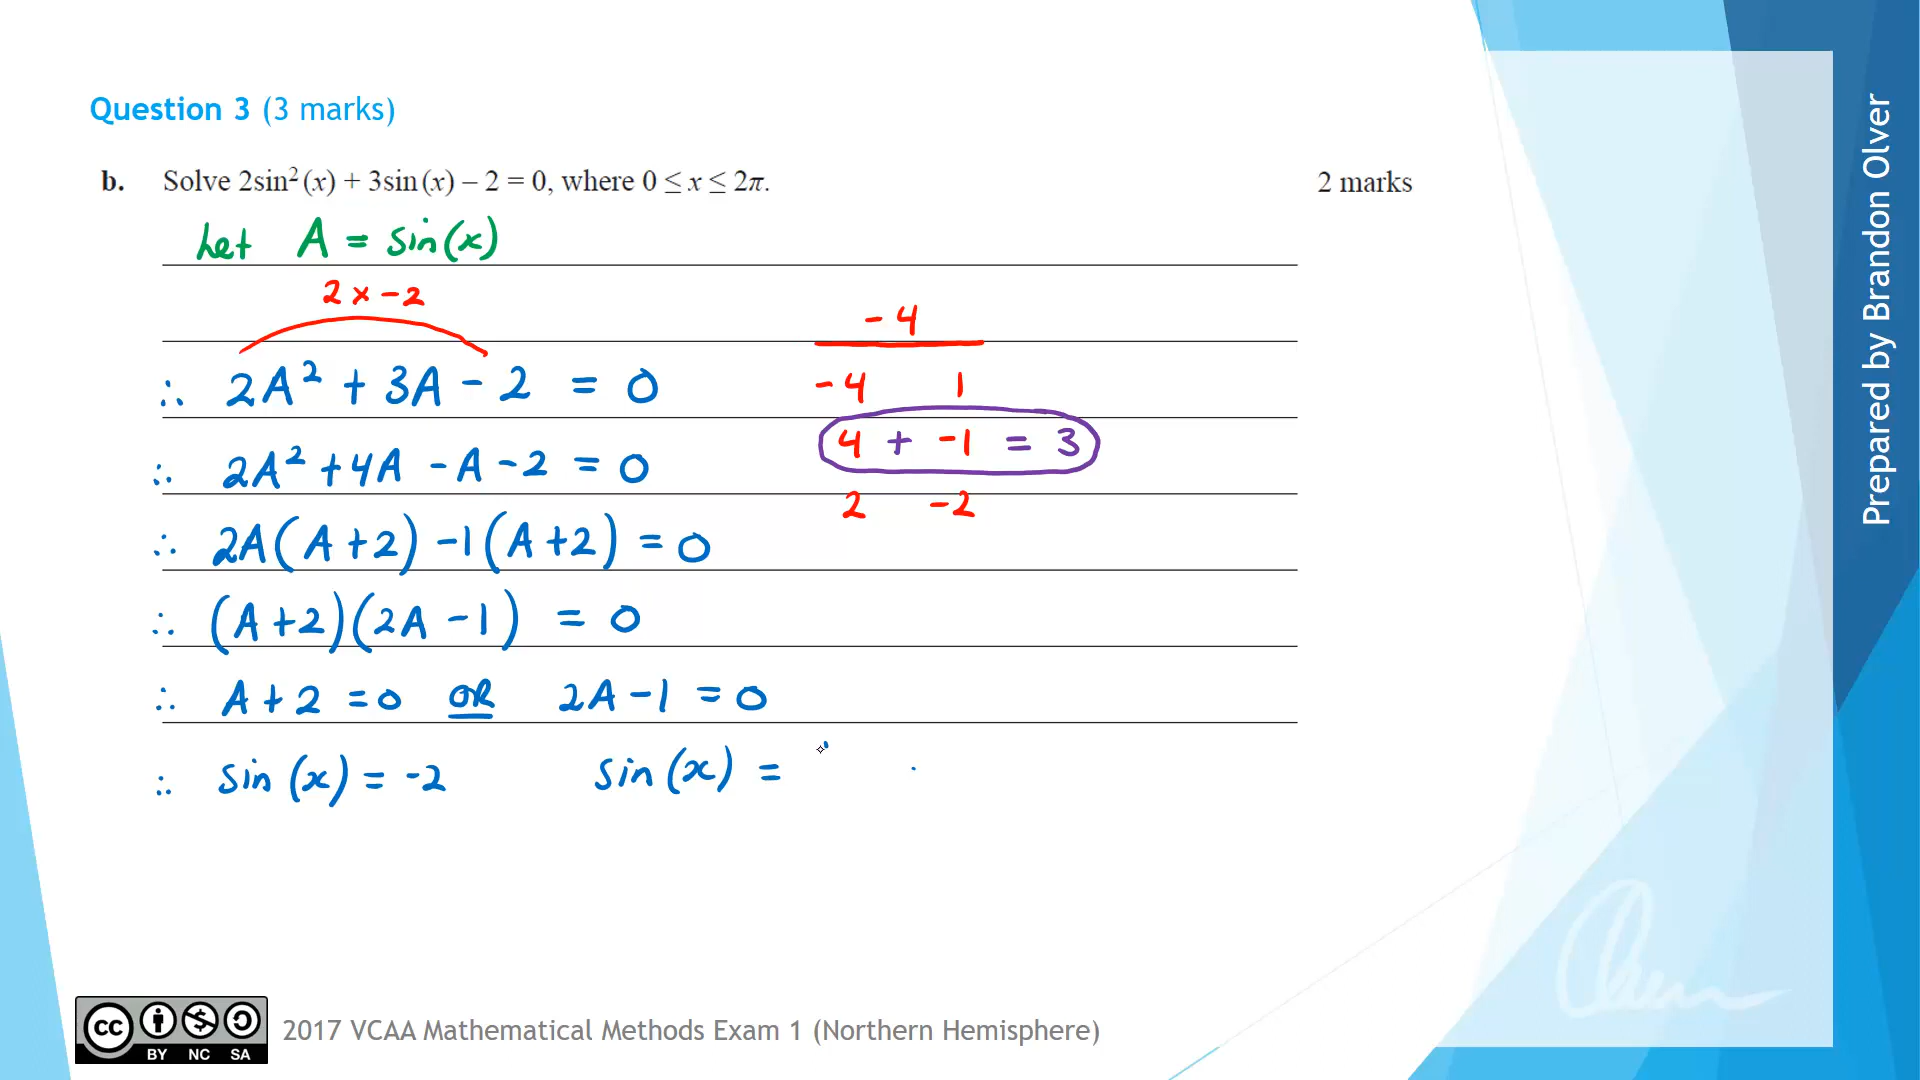 Question 3 (3 marks)
b. Solve 2sin²(x) + 3sin(x) – 2 = 0, where 0 ≤ x ≤ 2π. 2 marks
Let A = sin(x)
2 × -2
-4
∴ 2A² + 3A - 2 = 0
-4 1
4 + -1 = 3
∴ 2A² + 4A - A - 2 = 0
2 -2
∴ 2A(A+2) -1(A+2) = 0
∴ (A+2)(2A-1) = 0
∴ A+2 = 0 OR 2A-1 = 0
∴ sin(x) = -2 sin(x) =
cc BY NC SA
2017 VCAA Mathematical Methods Exam 1 (Northern Hemisphere)
Prepared by Brandon Olver